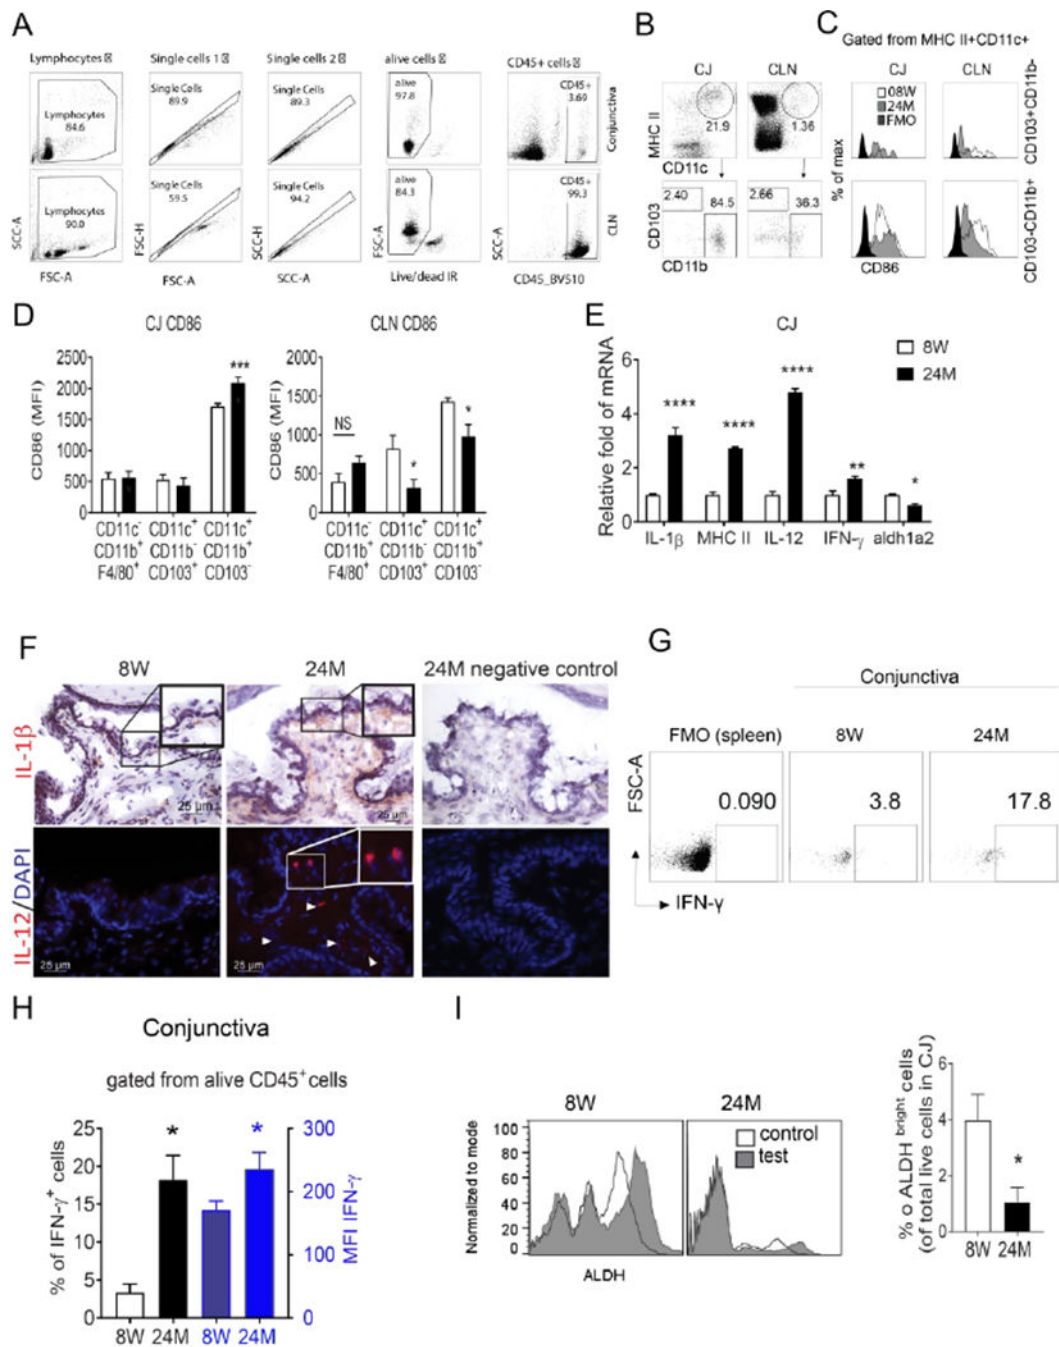 A
Lymphocytes
Single cells 1
Single cells 2
alive cells
CD45+ cells
Lymphocytes
84.6
Single Cells
89.9
Single Cells
89.3
alive
97.8
CD45+
3.60
Conjunctiva
Lymphocytes
90.0
Single Cells
59.5
Single Cells
94.2
alive
84.3
CD45+
99.3
CLN
SCC-A
FSC-H
SCC-H
FSC-A
SCC-A
FSC-A
FSC-A
SCC-A
Live/dead IR
CD45_BV510
B
CJ
CLN
MHC II
21.9
1.36
CD11c
2.40
84.5
2.66
36.3
CD103
CD11b
C
Gated from MHC II+CD11c+
CJ
CLN
08W
24M
FMO
% of max
CD103+CD11b-
CD103-CD11b+
CD86
D
CJ CD86
CD86 (MFI)
2500
2000
1500
1000
500
0
***
CD11c⁻ CD11c⁺ CD11c⁺
CD11b⁺ CD11b⁻ CD11b⁺
F4/80⁺ CD103⁺ CD103⁻
CLN CD86
CD86 (MFI)
2000
1500
1000
500
0
NS
*
*
CD11c⁻ CD11c⁺ CD11c⁺
CD11b⁺ CD11b⁻ CD11b⁺
F4/80⁺ CD103⁺ CD103⁻
E
CJ
8W
24M
Relative fold of mRNA
6
4
2
0
****
****
****
**
*
IL-1β MHC II IL-12 IFN-γ aldh1a2
F
8W
24M
24M negative control
IL-1β
25 µm
25 µm
IL-12/DAPI
25 µm
25 µm
G
Conjunctiva
FMO (spleen)
8W
24M
FSC-A
0.090
3.8
17.8
IFN-γ
H
Conjunctiva
gated from alive CD45⁺ cells
% of IFN-γ⁺ cells
25
20
15
10
5
0
*
*
300
200
100
0
MFI IFN-γ
8W 24M 8W 24M
I
8W
24M
control
test
Normalized to mode
100
80
60
40
20
0
ALDH
% o ALDH ᵇʳⁱᵍʰᵗ cells
(of total live cells in CJ)
6
4
2
0
*
8W 24M